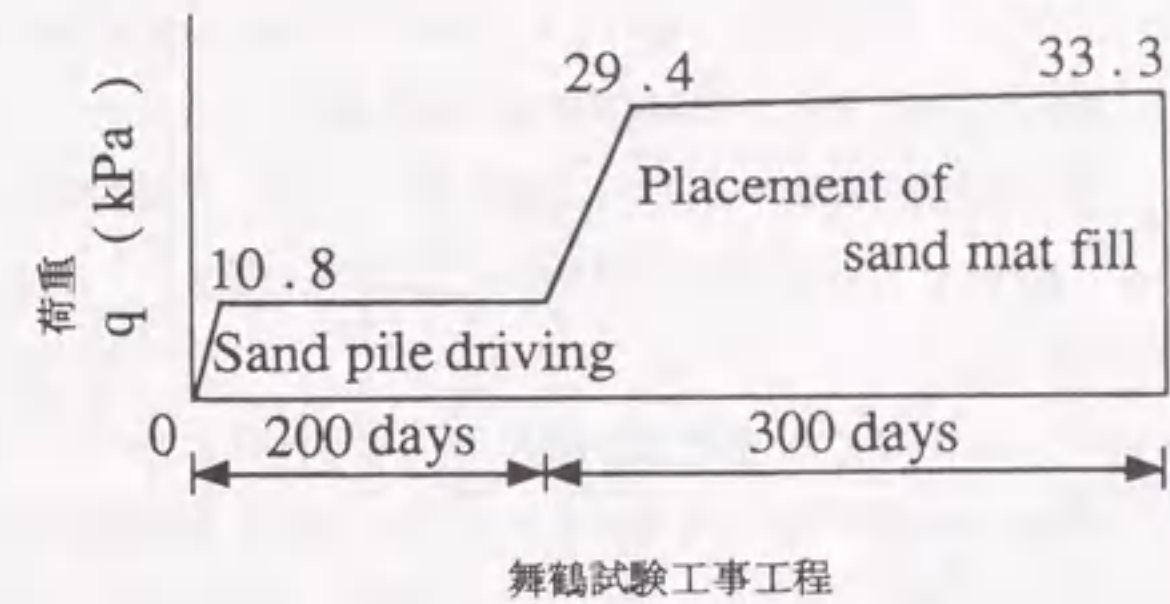 29.4
33.3
Placement of
sand mat fill
荷重
q (kPa)
10.8
Sand pile driving
0
200 days
300 days
舞鶴試験工事工程